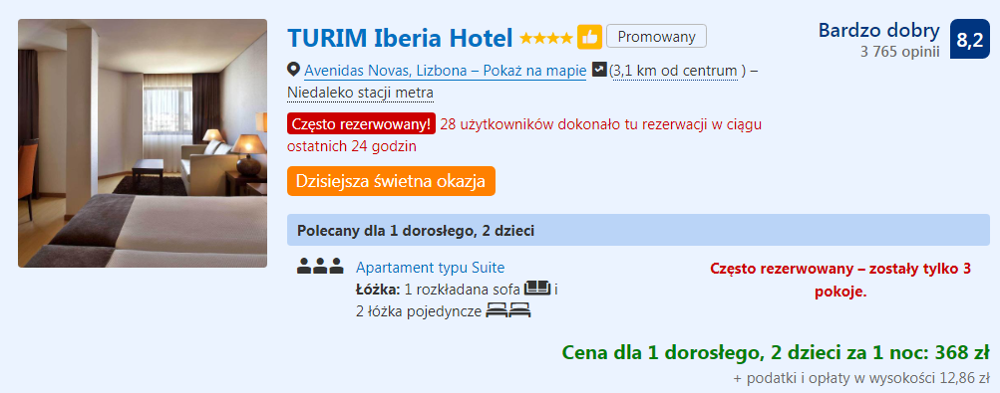 TURIM Iberia Hotel
Promowany
Bardzo dobry
3 765 opinii
8,2
Avenidas Novas, Lizbona – Pokaż na mapie (3,1 km od centrum ) –
Niedaleko stacji metra
Często rezerwowany! 28 użytkowników dokonało tu rezerwacji w ciągu
ostatnich 24 godzin
Dzisiejsza świetna okazja
Polecany dla 1 dorosłego, 2 dzieci
Apartament typu Suite
Łóżka: 1 rozkładana sofa i
2 łóżka pojedyncze
Często rezerwowany – zostały tylko 3
pokoje.
Cena dla 1 dorosłego, 2 dzieci za 1 noc: 368 zł
+ podatki i opłaty w wysokości 12,86 zł